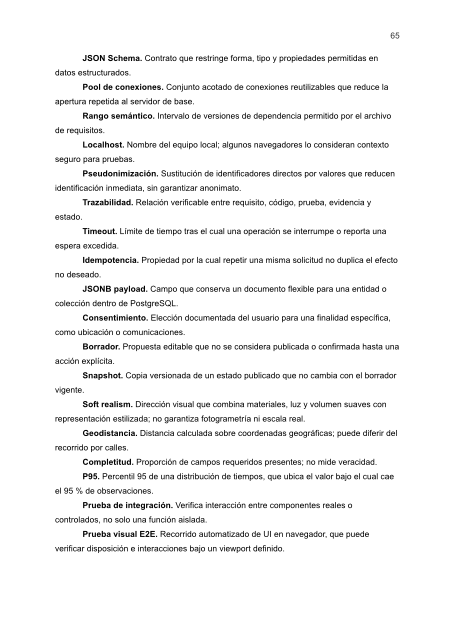 65
JSON Schema. Contrato que restringe forma, tipo y propiedades permitidas en
datos estructurados.
Pool de conexiones. Conjunto acotado de conexiones reutilizables que reduce la
apertura repetida al servidor de base.
Rango semántico. Intervalo de versiones de dependencia permitido por el archivo
de requisitos.
Localhost. Nombre del equipo local; algunos navegadores lo consideran contexto
seguro para pruebas.
Pseudonimización. Sustitución de identificadores directos por valores que reducen
identificación inmediata, sin garantizar anonimato.
Trazabilidad. Relación verificable entre requisito, código, prueba, evidencia y
estado.
Timeout. Límite de tiempo tras el cual una operación se interrumpe o reporta una
espera excedida.
Idempotencia. Propiedad por la cual repetir una misma solicitud no duplica el efecto
no deseado.
JSONB payload. Campo que conserva un documento flexible para una entidad o
colección dentro de PostgreSQL.
Consentimiento. Elección documentada del usuario para una finalidad específica,
como ubicación o comunicaciones.
Borrador. Propuesta editable que no se considera publicada o confirmada hasta una
acción explícita.
Snapshot. Copia versionada de un estado publicado que no cambia con el borrador
vigente.
Soft realism. Dirección visual que combina materiales, luz y volumen suaves con
representación estilizada; no garantiza fotogrametría ni escala real.
Geodistancia. Distancia calculada sobre coordenadas geográficas; puede diferir del
recorrido por calles.
Completitud. Proporción de campos requeridos presentes; no mide veracidad.
P95. Percentil 95 de una distribución de tiempos, que ubica el valor bajo el cual cae
el 95 % de observaciones.
Prueba de integración. Verifica interacción entre componentes reales o
controlados, no solo una función aislada.
Prueba visual E2E. Recorrido automatizado de UI en navegador, que puede
verificar disposición e interacciones bajo un viewport definido.